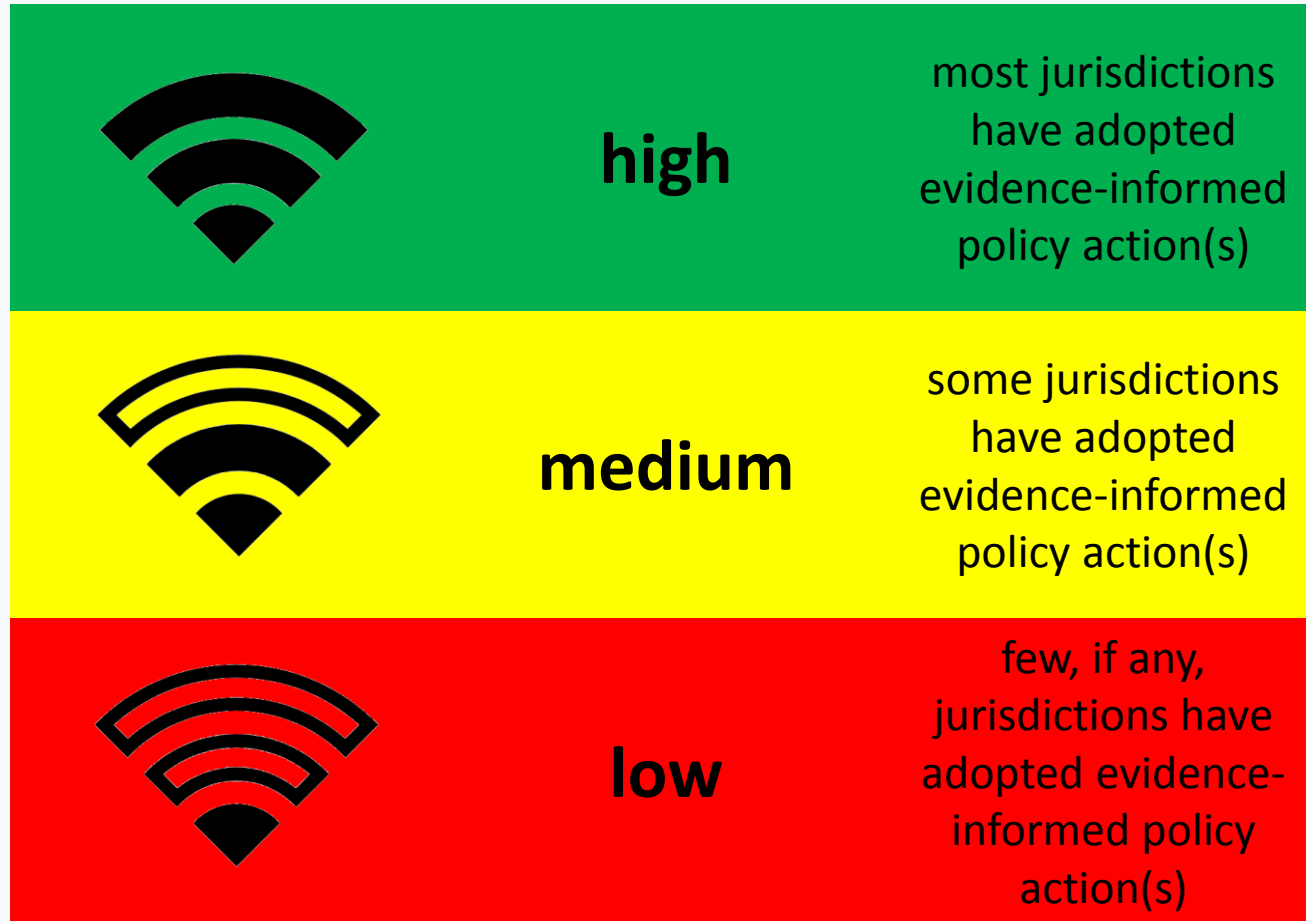 high
most jurisdictions
have adopted
evidence-informed
policy action(s)
medium
some jurisdictions
have adopted
evidence-informed
policy action(s)
low
few, if any,
jurisdictions have
adopted evidence-
informed policy
action(s)